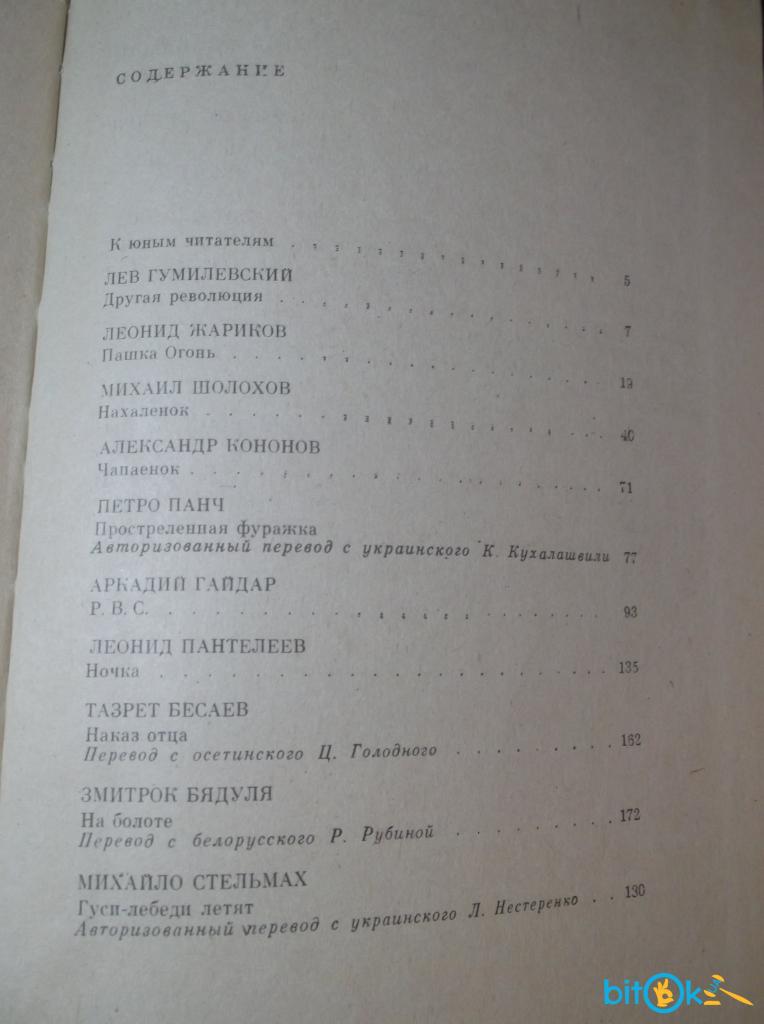 СОДЕРЖАНИЕ
К юным читателям . . . . . . . . . . . . . . . . . 5
ЛЕВ ГУМИЛЕВСКИЙ
Другая революция . . . . . . . . . . . . . . . . . 7
ЛЕОНИД ЖАРИКОВ
Пашка Огонь . . . . . . . . . . . . . . . . . . . 19
МИХАИЛ ШОЛОХОВ
Нахаленок . . . . . . . . . . . . . . . . . . . . 40
АЛЕКСАНДР КОНОНОВ
Чапаенок . . . . . . . . . . . . . . . . . . . . 71
ПЕТРО ПАНЧ
Простреленная фуражка
Авторизованный перевод с украинского К. Кухалашвили 77
АРКАДИЙ ГАЙДАР
Р. В. С. . . . . . . . . . . . . . . . . . . . . 93
ЛЕОНИД ПАНТЕЛЕЕВ
Ночка . . . . . . . . . . . . . . . . . . . . . 135
ТАЗРЕТ БЕСАЕВ
Наказ отца
Перевод с осетинского Ц. Голодного . . . . . . . . 162
ЗМИТРОК БЯДУЛЯ
На болоте
Перевод с белорусского Р. Рубиной . . . . . . . . 172
МИХАЙЛО СТЕЛЬМАХ
Гуси-лебеди летят
Авторизованный перевод с украинского Л. Нестеренко . . 130
bitOk